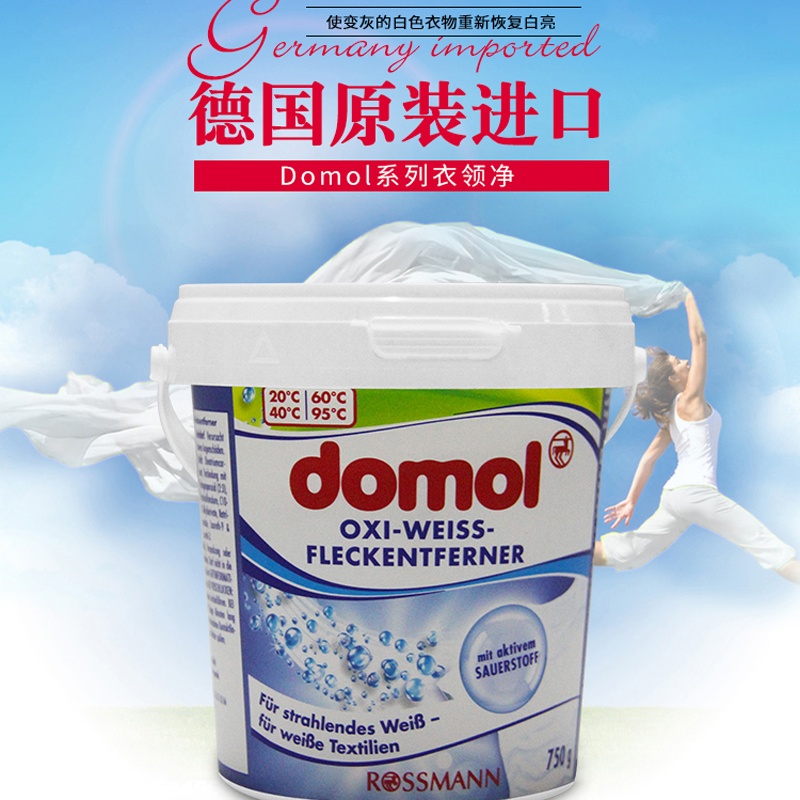 使变灰的白色衣物重新恢复白亮
Germany imported
德国原装进口
Domol系列衣领净
20°C 60°C
40°C 95°C
domol
OXI-WEISS-
FLECKENTFERNER
mit aktivem
SAUERSTOFF
Für strahlendes Weiß –
für weiße Textilien
750 g
ROSSMANN